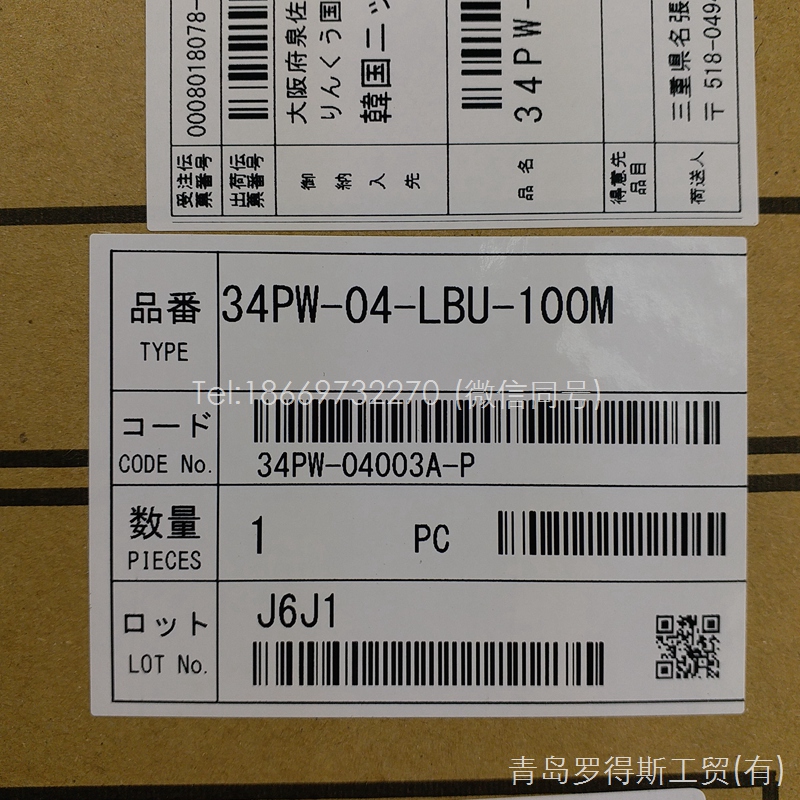 受注伝
票番号
0008018078-
出荷伝
票番号
御納入先
大阪府泉佐
りんくう国
韓国ニッ
品名
34PW-
得意先
品目
荷送人
三重県名張
〒 518-049
品番
TYPE
34PW-04-LBU-100M
コード
CODE No.
34PW-04003A-P
数量
PIECES
1 PC
ロット
LOT No.
J6J1
Tel:18669732270 (微信同号)
青岛罗得斯工贸(有)